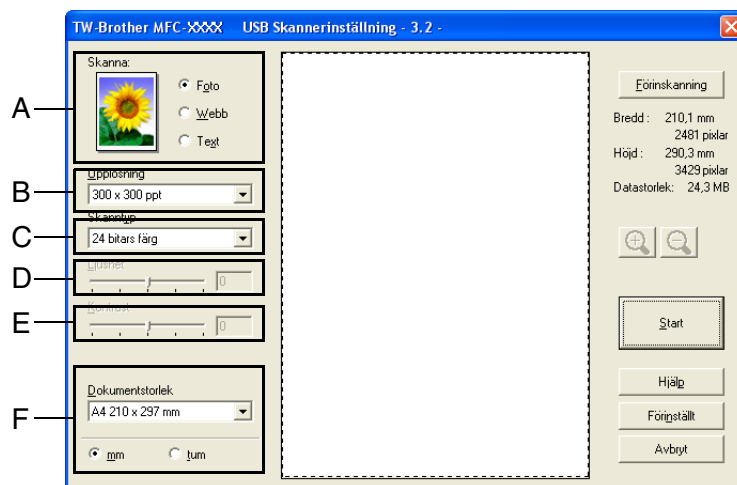 TW-Brother MFC-XXXX USB Skannerinställning - 3.2 -
A
Skanna:
Foto
Webb
Text
B
Upplösning
300 x 300 ppt
C
Skanntyp
24 bitars färg
D
Ljushet
0
E
Kontrast
0
F
Dokumentstorlek
A4 210 x 297 mm
mm
tum
Förinskanning
Bredd : 210,1 mm
2481 pixlar
Höjd : 290,3 mm
3429 pixlar
Datastorlek: 24,3 MB
Start
Hjälp
Förinställt
Avbryt